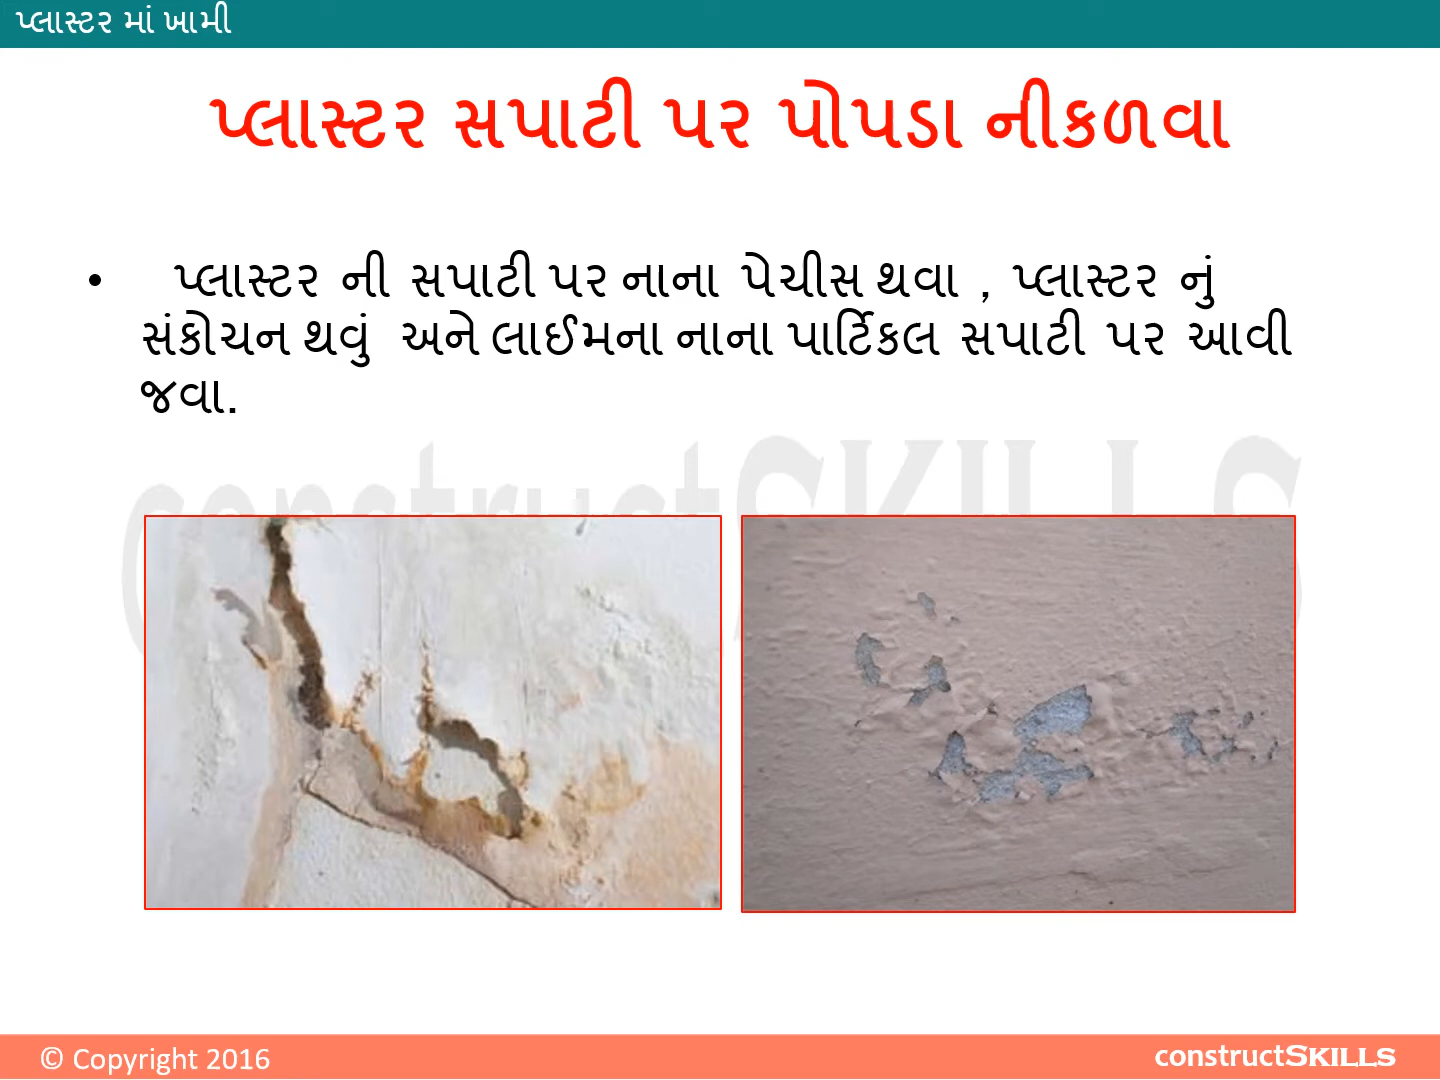 પ્લાસ્ટર માં ખામી
પ્લાસ્ટર સપાટી પર પોપડા નીકળવા
• પ્લાસ્ટર ની સપાટી પર નાના પેચીસ થવા , પ્લાસ્ટર નું
સંકોચન થવું અને લાઈમના નાના પાર્ટિકલ સપાટી પર આવી
જવા.
constructSKILLS
© Copyright 2016
constructSKILLS